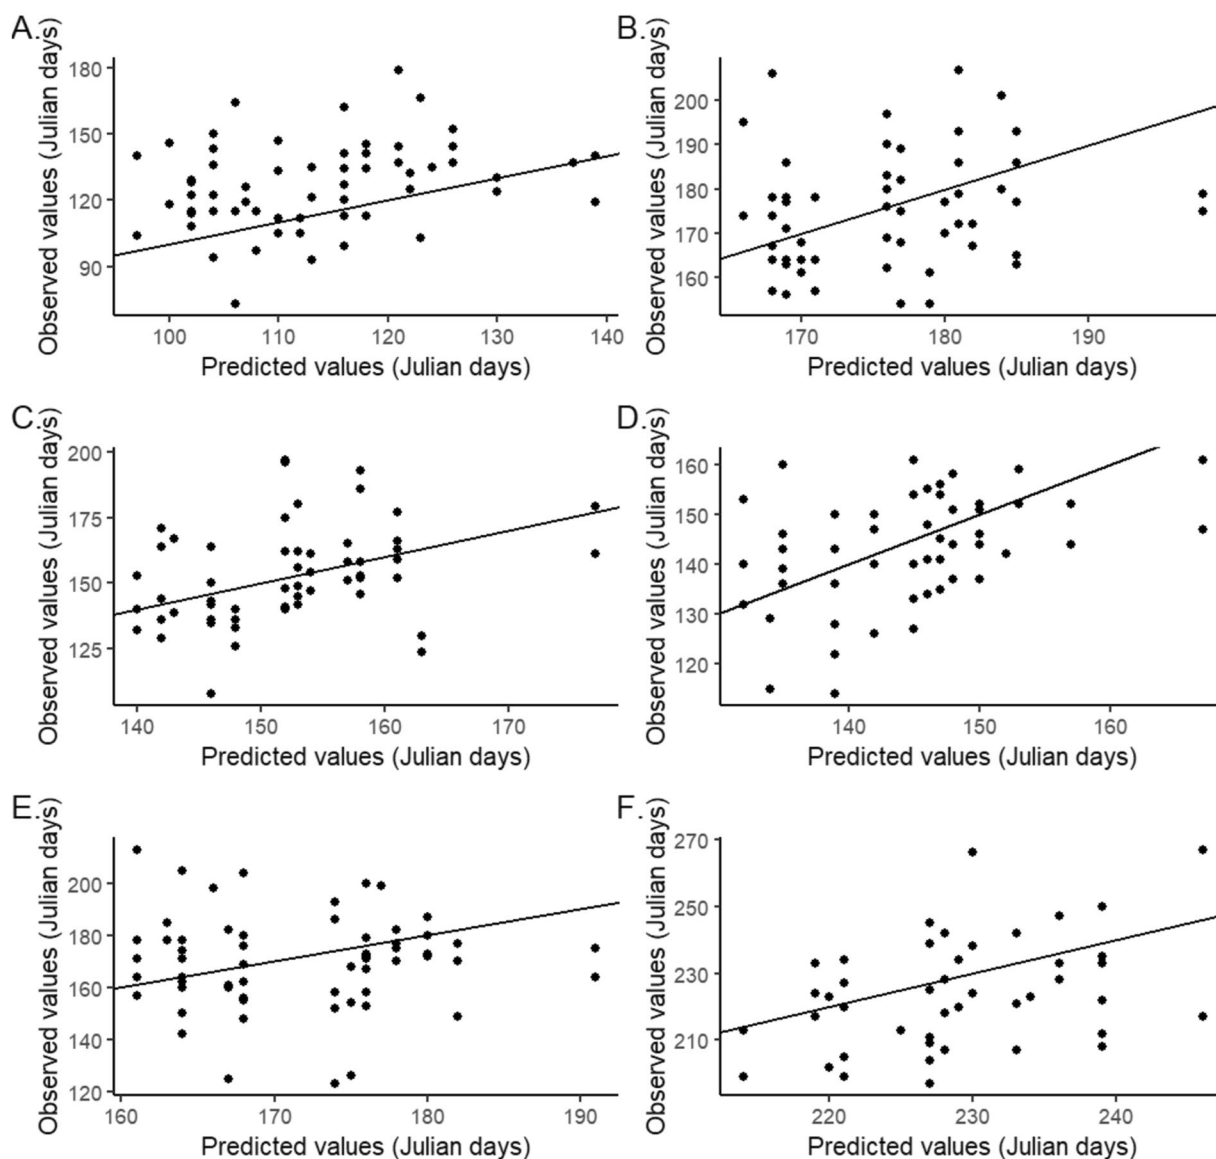 A.
Observed values (Julian days)
180
150
120
90
100
110
120
130
140
Predicted values (Julian days)
B.
Observed values (Julian days)
200
190
180
170
160
170
180
190
Predicted values (Julian days)
C.
Observed values (Julian days)
200
175
150
125
140
150
160
170
Predicted values (Julian days)
D.
Observed values (Julian days)
160
150
140
130
120
140
150
160
Predicted values (Julian days)
E.
Observed values (Julian days)
200
180
160
140
120
160
170
180
190
Predicted values (Julian days)
F.
Observed values (Julian days)
270
250
230
210
220
230
240
Predicted values (Julian days)